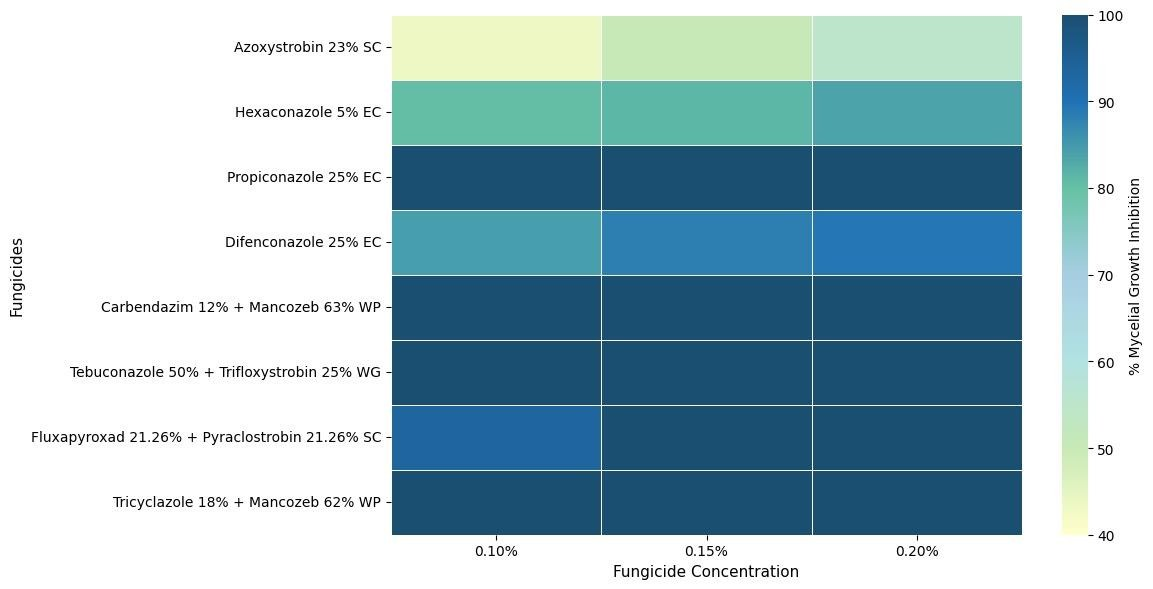 Azoxystrobin 23% SC
Hexaconazole 5% EC
Propiconazole 25% EC
Difenconazole 25% EC
Carbendazim 12% + Mancozeb 63% WP
Tebuconazole 50% + Trifloxystrobin 25% WG
Fluxapyroxad 21.26% + Pyraclostrobin 21.26% SC
Tricyclazole 18% + Mancozeb 62% WP
Fungicides
0.10%
0.15%
0.20%
Fungicide Concentration
100
90
80
70
60
50
40
% Mycelial Growth Inhibition